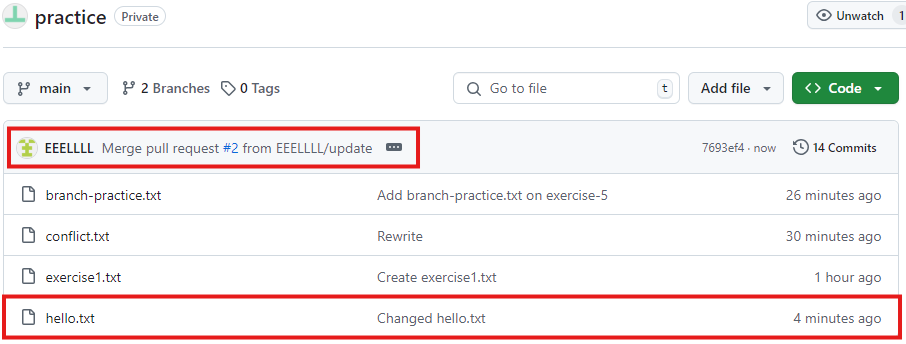 practice Private Unwatch 1
main 2 Branches 0 Tags Go to file t Add file Code
EEELLLL Merge pull request #2 from EEELLLL/update 7693ef4 · now 14 Commits
branch-practice.txt Add branch-practice.txt on exercise-5 26 minutes ago
conflict.txt Rewrite 30 minutes ago
exercise1.txt Create exercise1.txt 1 hour ago
hello.txt Changed hello.txt 4 minutes ago